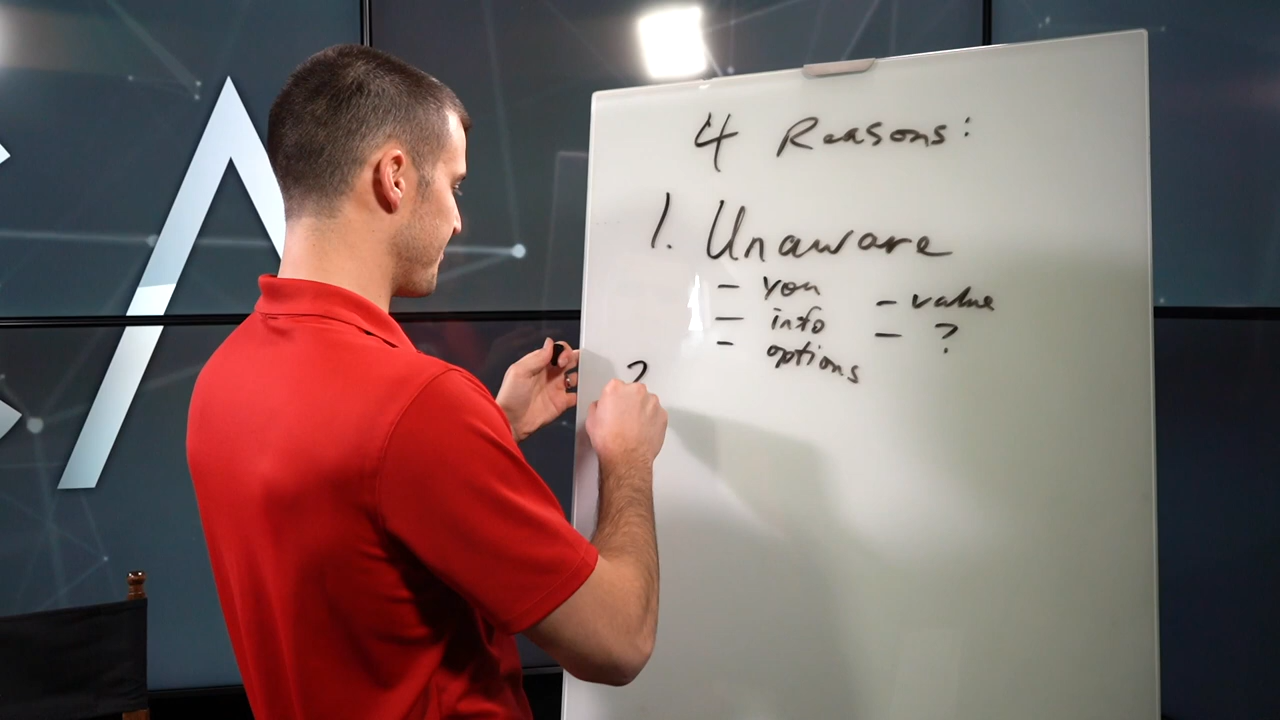 4 Reasons:
1. Unaware
- you - value
- info - ?
- options
2